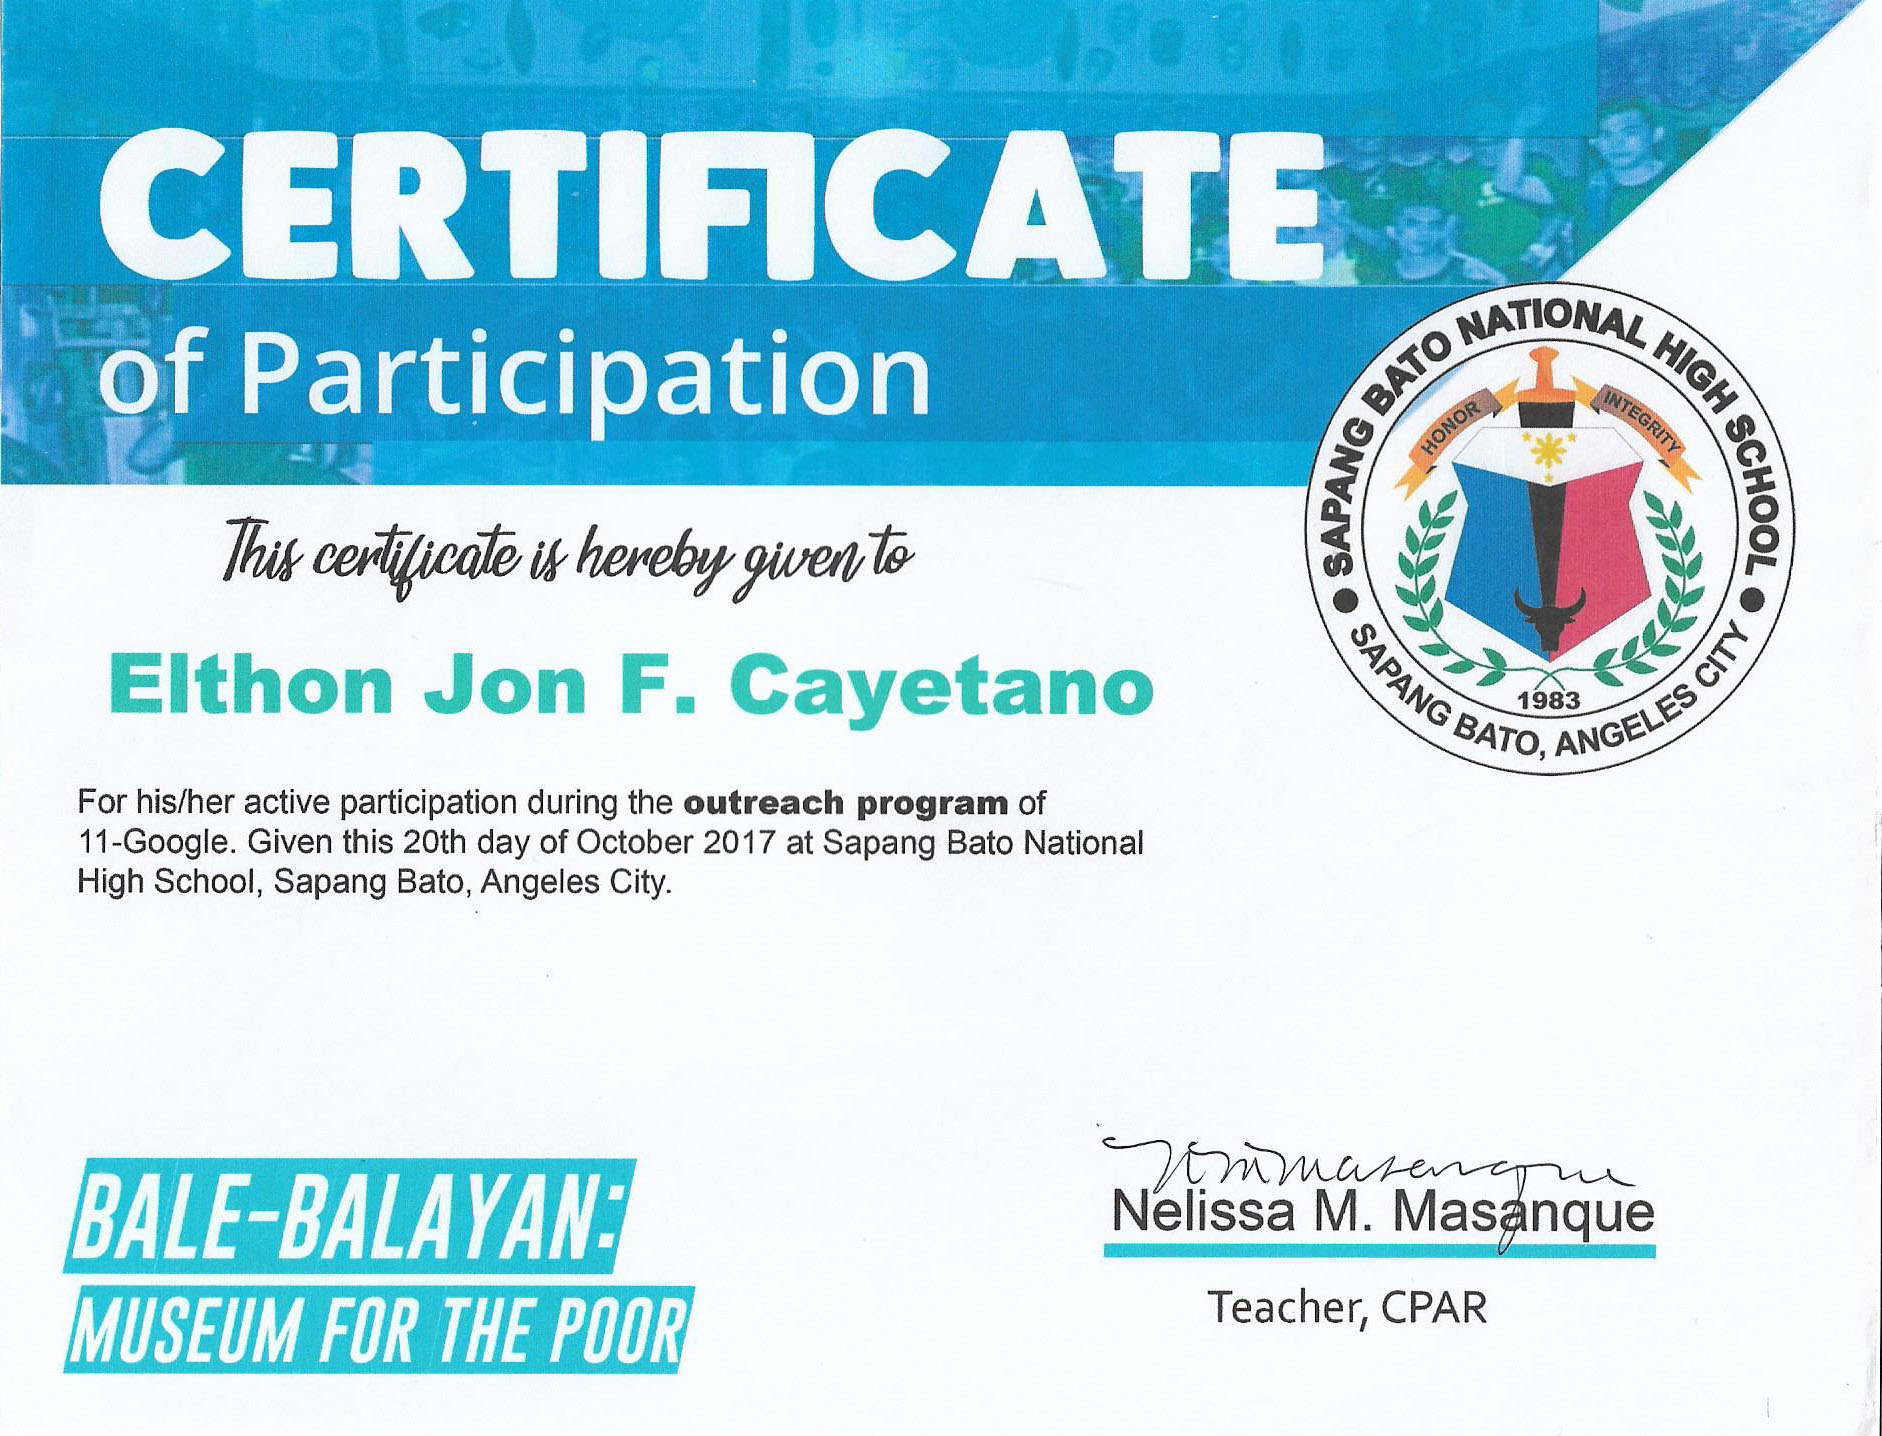 CERTIFICATE
of Participation
SAPANG BATO NATIONAL HIGH SCHOOL
HONOR
INTEGRITY
1983
SAPANG BATO, ANGELES CITY
This certificate is hereby given to
Elthon Jon F. Cayetano
For his/her active participation during the outreach program of
11-Google. Given this 20th day of October 2017 at Sapang Bato National
High School, Sapang Bato, Angeles City.
BALE-BALAYAN:
MUSEUM FOR THE POOR
Nelissa M. Masanque
Teacher, CPAR